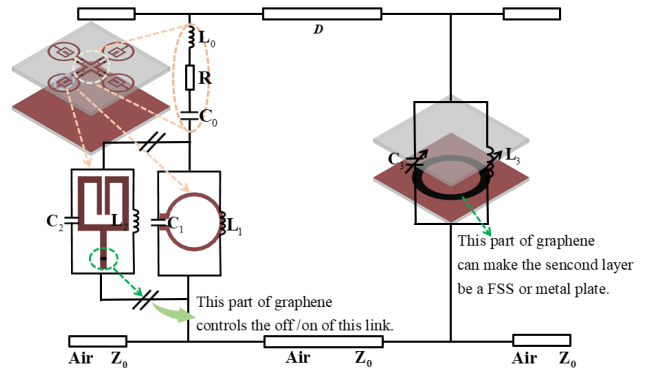 D
L0
R
C0
C3
L3
C2
L
C1
L1
This part of graphene
can make the sencond layer
be a FSS or metal plate.
This part of graphene
controls the off /on of this link.
Air Z0
Air Z0
Air Z0